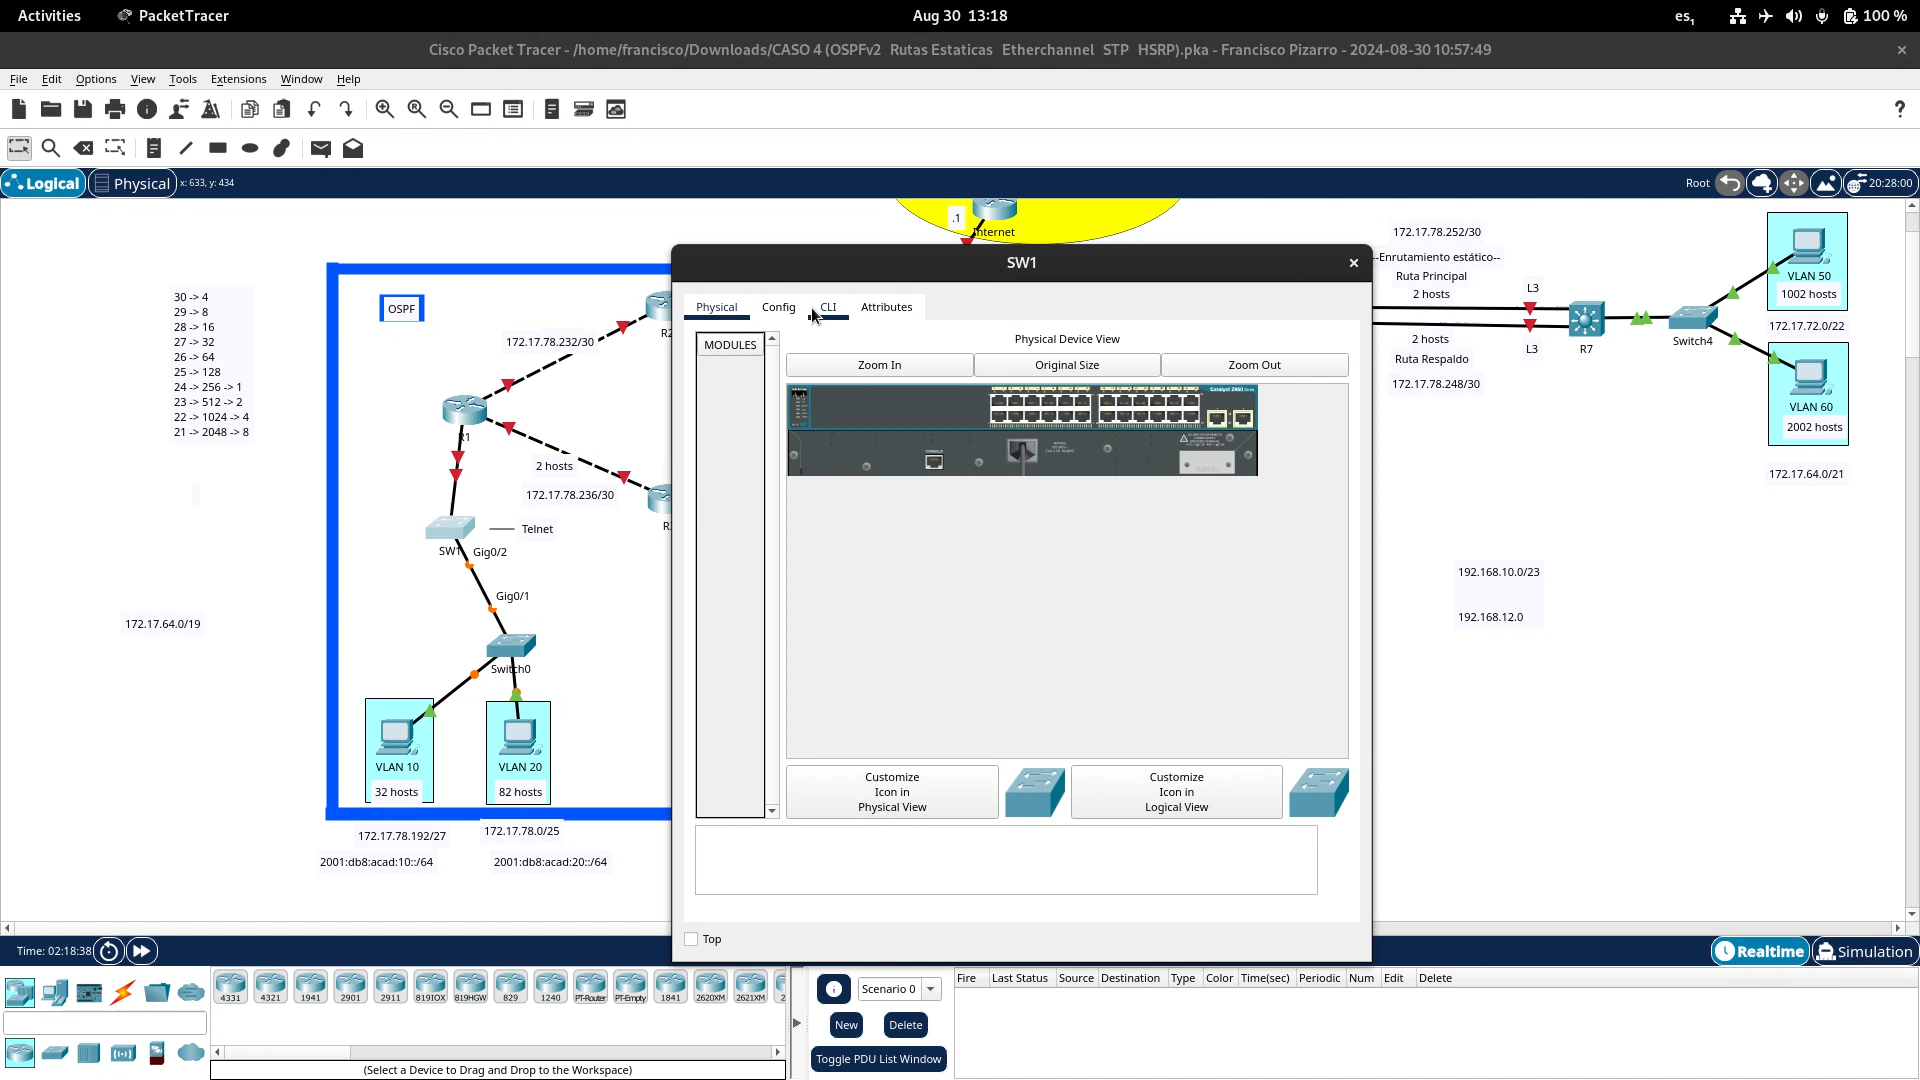 Activities
PacketTracer
Aug 30 13:18
es,
100 %
Cisco Packet Tracer - /home/francisco/Downloads/CASO 4 (OSPFv2 Rutas Estaticas Etherchannel STP HSRP).pka - Francisco Pizarro - 2024-08-30 10:57:49
File Edit Options View Tools Extensions Window Help
Logical
Physical
x: 633, y: 434
Root
20:28:00
.1
Internet
OSPF
30 -> 4
29 -> 8
28 -> 16
27 -> 32
26 -> 64
25 -> 128
24 -> 256 -> 1
23 -> 512 -> 2
22 -> 1024 -> 4
21 -> 2048 -> 8
172.17.64.0/19
172.17.78.232/30
R1
2 hosts
172.17.78.236/30
SW1
Telnet
Gig0/2
Gig0/1
Switch0
VLAN 10
32 hosts
VLAN 20
82 hosts
172.17.78.192/27
172.17.78.0/25
2001:db8:acad:10::/64
2001:db8:acad:20::/64
SW1
Physical
Config
CLI
Attributes
MODULES
Physical Device View
Zoom In
Original Size
Zoom Out
Catalyst 2960
CONSOLE
Customize
Icon in
Physical View
Customize
Icon in
Logical View
Top
172.17.78.252/30
--Enrutamiento estático--
Ruta Principal
2 hosts
L3
2 hosts
L3
Ruta Respaldo
172.17.78.248/30
R7
Switch4
VLAN 50
1002 hosts
172.17.72.0/22
VLAN 60
2002 hosts
172.17.64.0/21
192.168.10.0/23
192.168.12.0
Time: 02:18:38
Realtime
Simulation
4331 4321 1941 2901 2911 819IOX 819HGW 829 1240 PT-Router PT-Empty 1841 2620XM 2621XM
(Select a Device to Drag and Drop to the Workspace)
Scenario 0
New
Delete
Toggle PDU List Window
Fire Last Status Source Destination Type Color Time(sec) Periodic Num Edit Delete